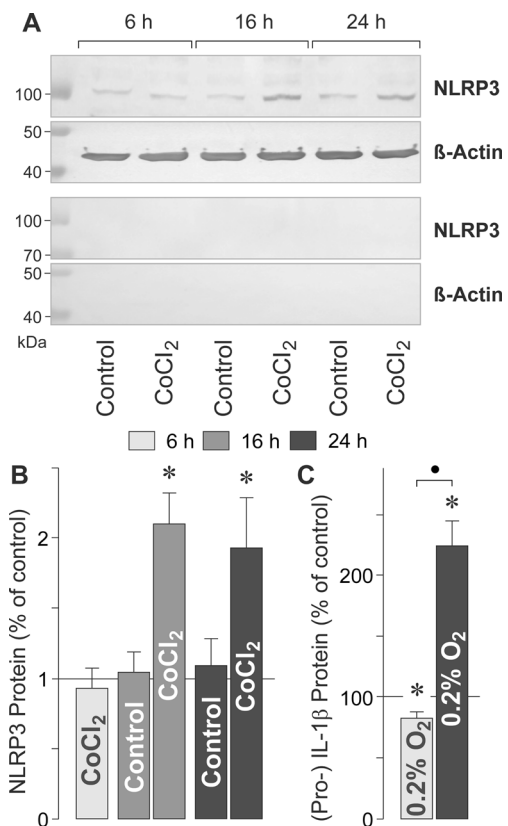 A
6 h 16 h 24 h
100
NLRP3
50
40
ß-Actin
100
70
NLRP3
50
40
ß-Actin
kDa
Control CoCl₂ Control CoCl₂ Control CoCl₂
6 h 16 h 24 h
B
NLRP3 Protein (% of control)
2
1
0
*
*
CoCl₂
Control
CoCl₂
Control
CoCl₂
C
(Pro-) IL-1β Protein (% of control)
200
100
0
•
*
*
0.2% O₂
0.2% O₂